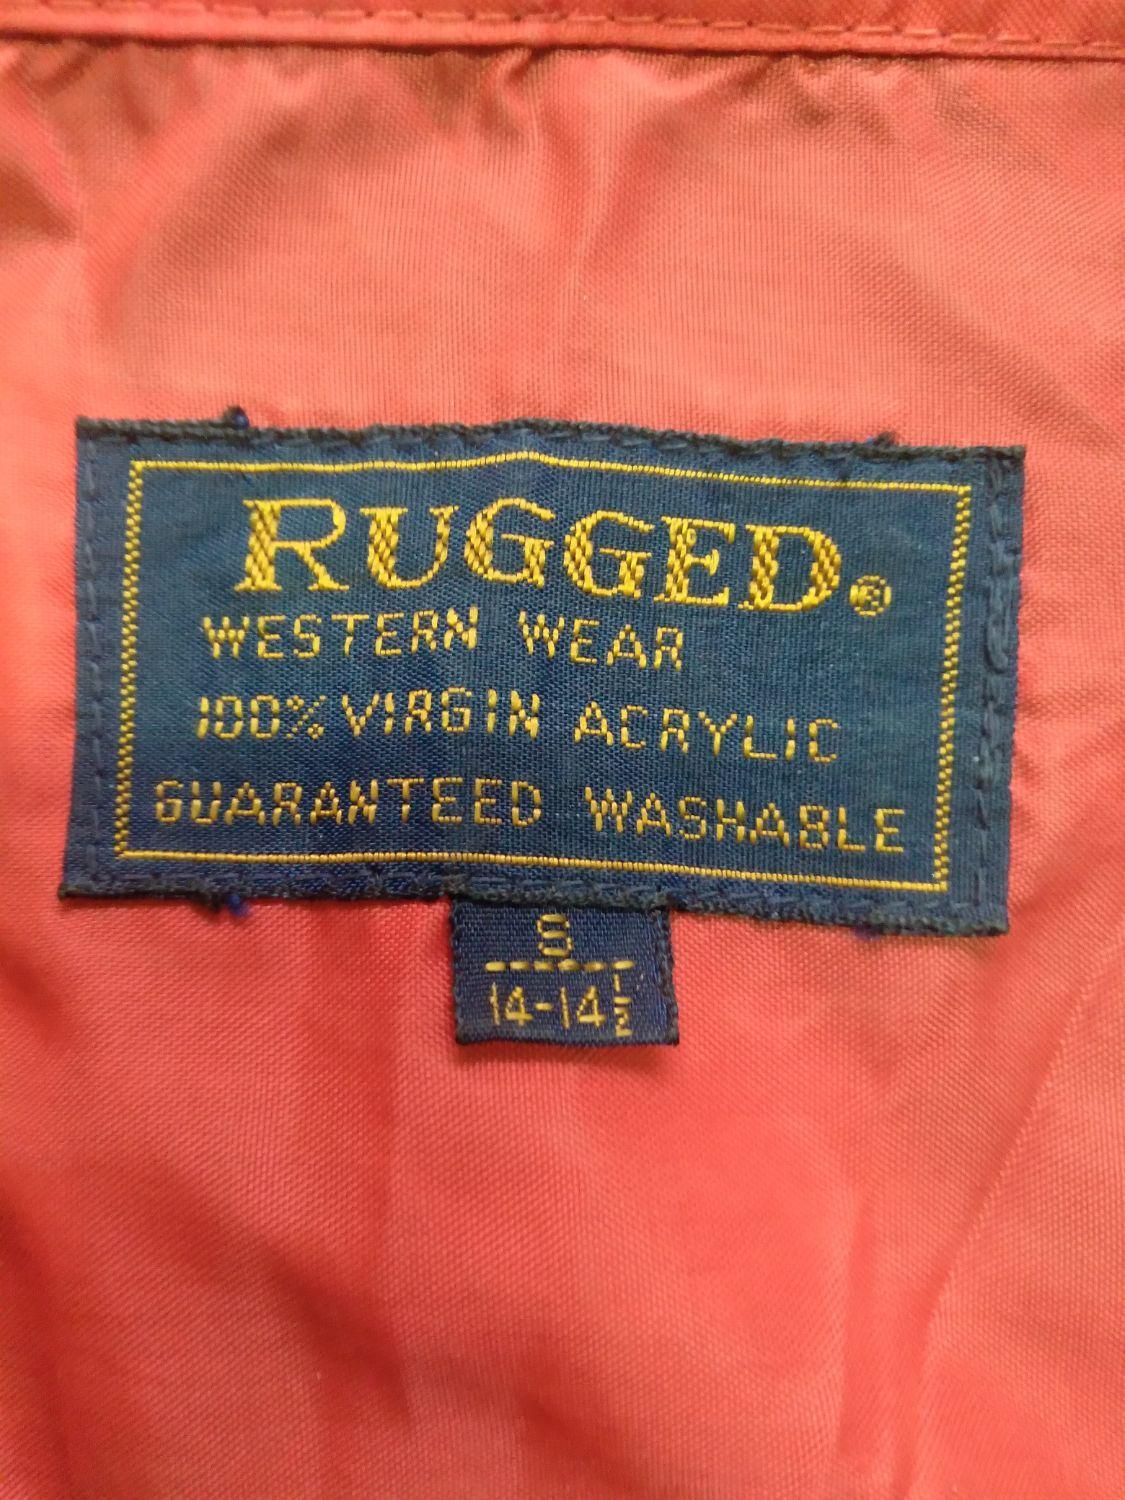 RUGGED®
WESTERN WEAR
100% VIRGIN ACRYLIC
GUARANTEED WASHABLE
S
14-14½